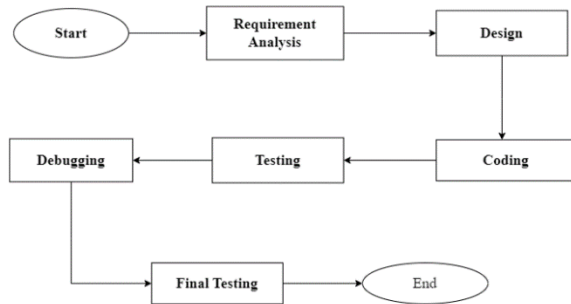 Start
Requirement
Analysis
Design
Coding
Testing
Debugging
Final Testing
End